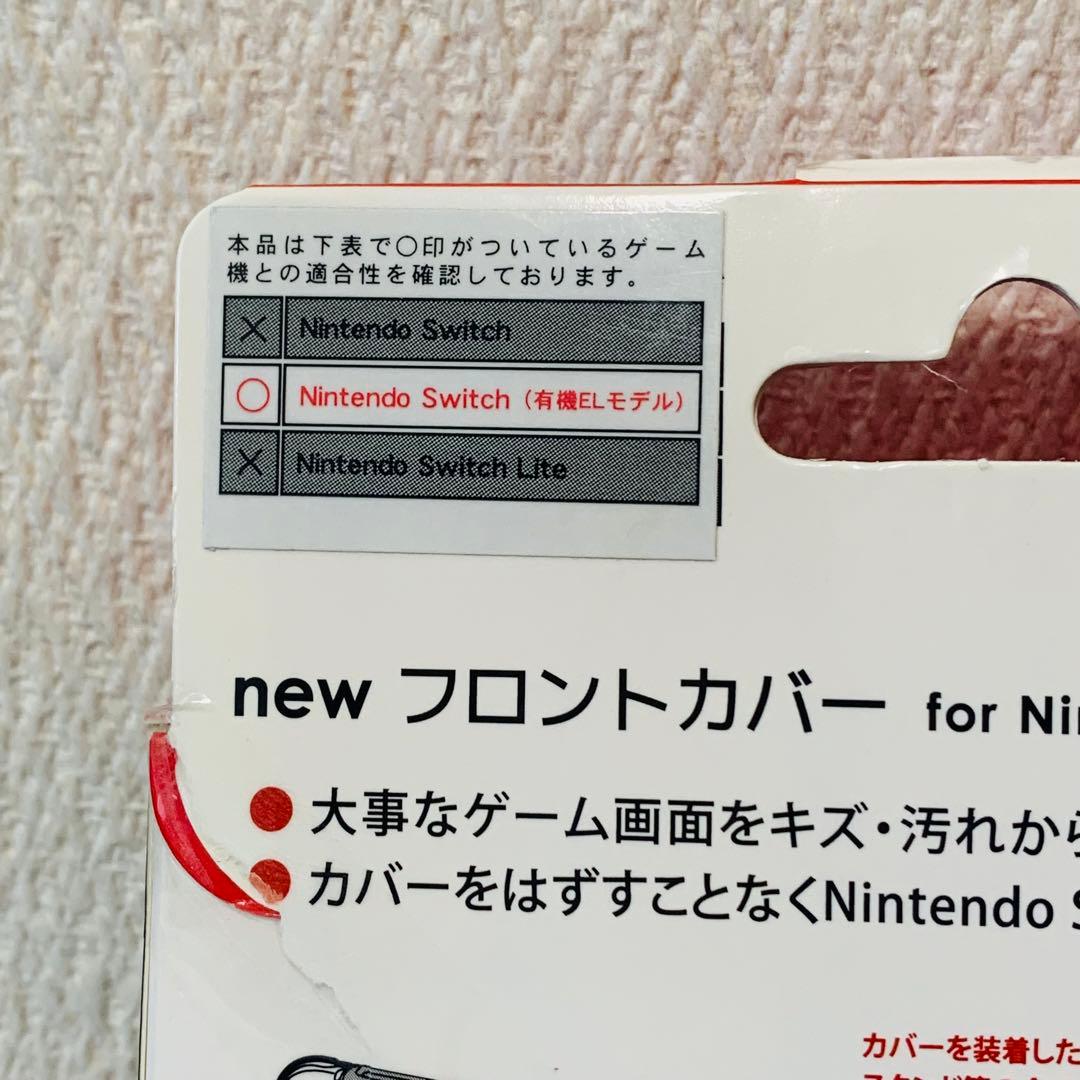 本品は下表で○印がついているゲーム
機との適合性を確認しております。
× Nintendo Switch
○ Nintendo Switch（有機ELモデル）
× Nintendo Switch Lite
new フロントカバー for Ni
大事なゲーム画面をキズ・汚れから
カバーをはずすことなくNintendo S
カバーを装着した